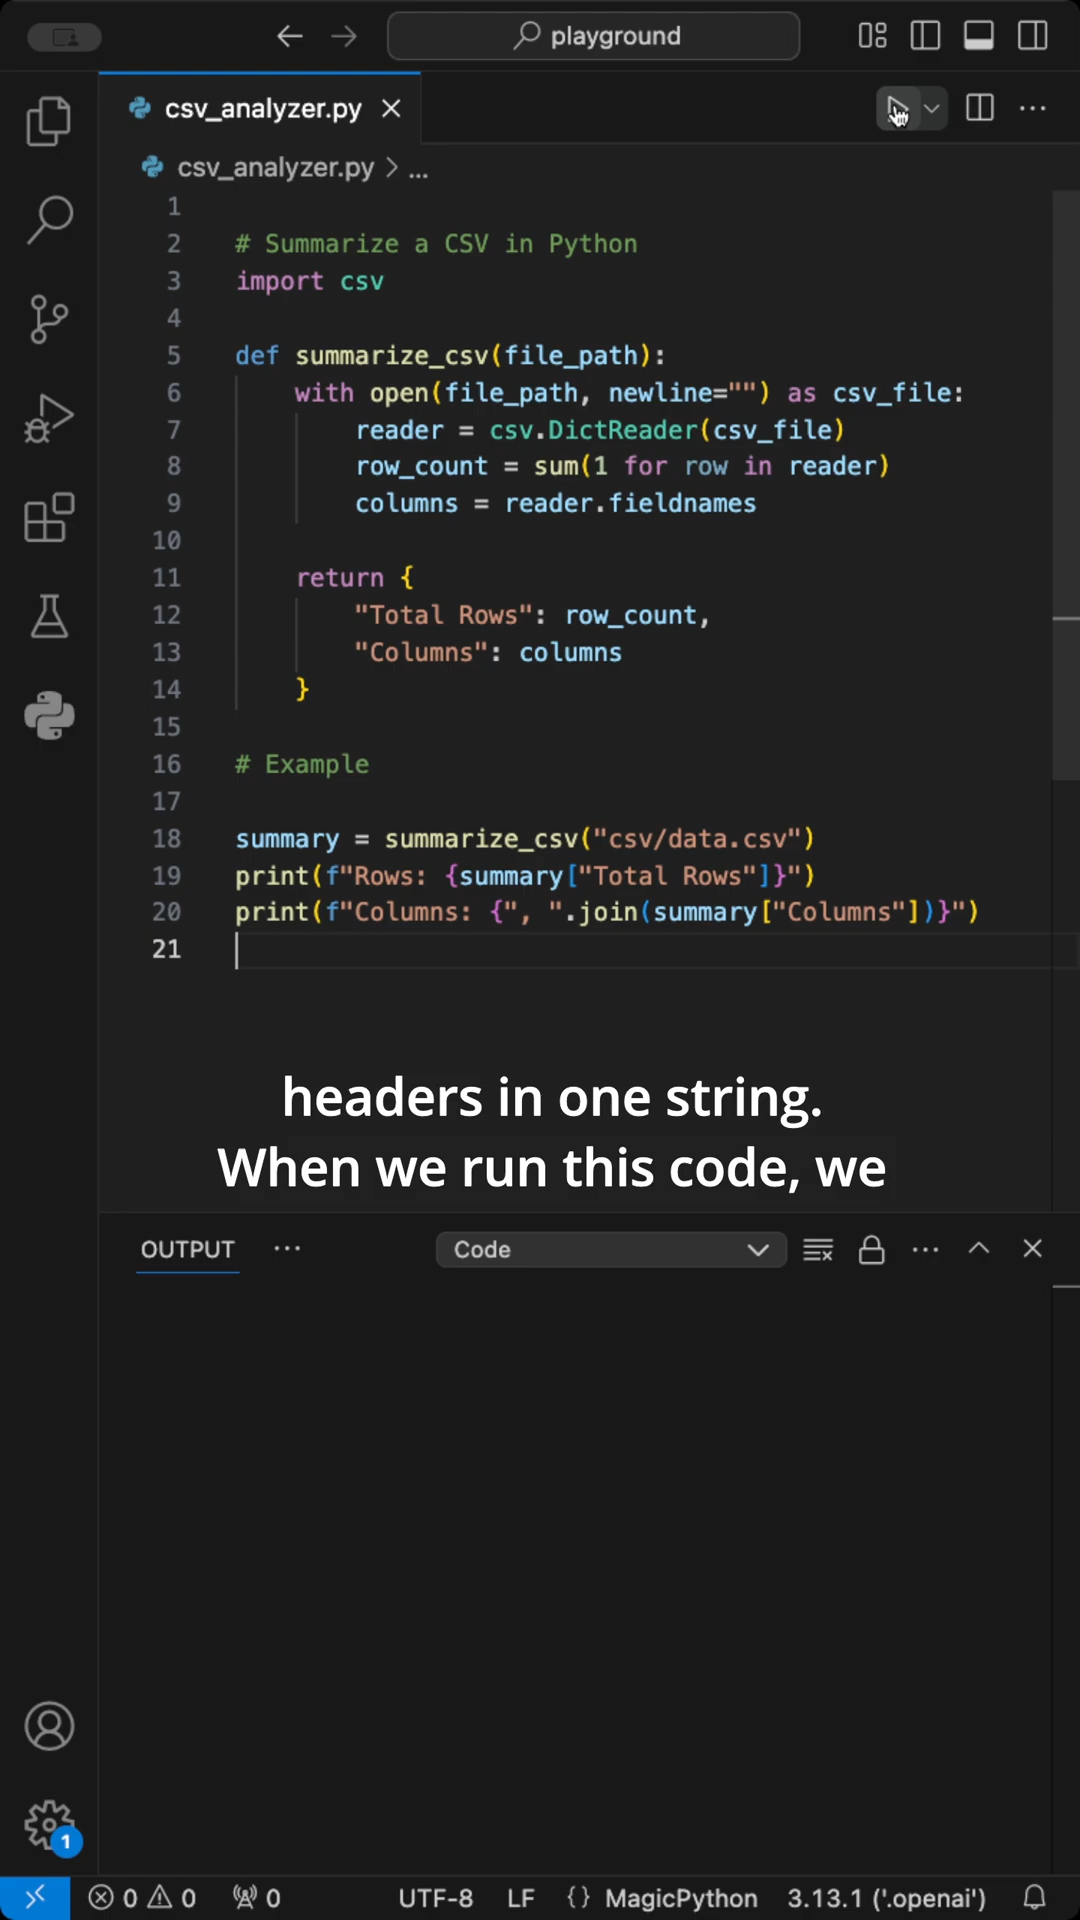 playground
csv_analyzer.py
csv_analyzer.py > ...
1
2 # Summarize a CSV in Python
3 import csv
4
5 def summarize_csv(file_path):
6     with open(file_path, newline="") as csv_file:
7         reader = csv.DictReader(csv_file)
8         row_count = sum(1 for row in reader)
9         columns = reader.fieldnames
10
11     return {
12         "Total Rows": row_count,
13         "Columns": columns
14     }
15
16 # Example
17
18 summary = summarize_csv("csv/data.csv")
19 print(f"Rows: {summary["Total Rows"]}")
20 print(f"Columns: {", ".join(summary["Columns"])}")
21
headers in one string.
When we run this code, we
OUTPUT ... Code ...
1
0 0 0 UTF-8 LF {} MagicPython 3.13.1 ('.openai')